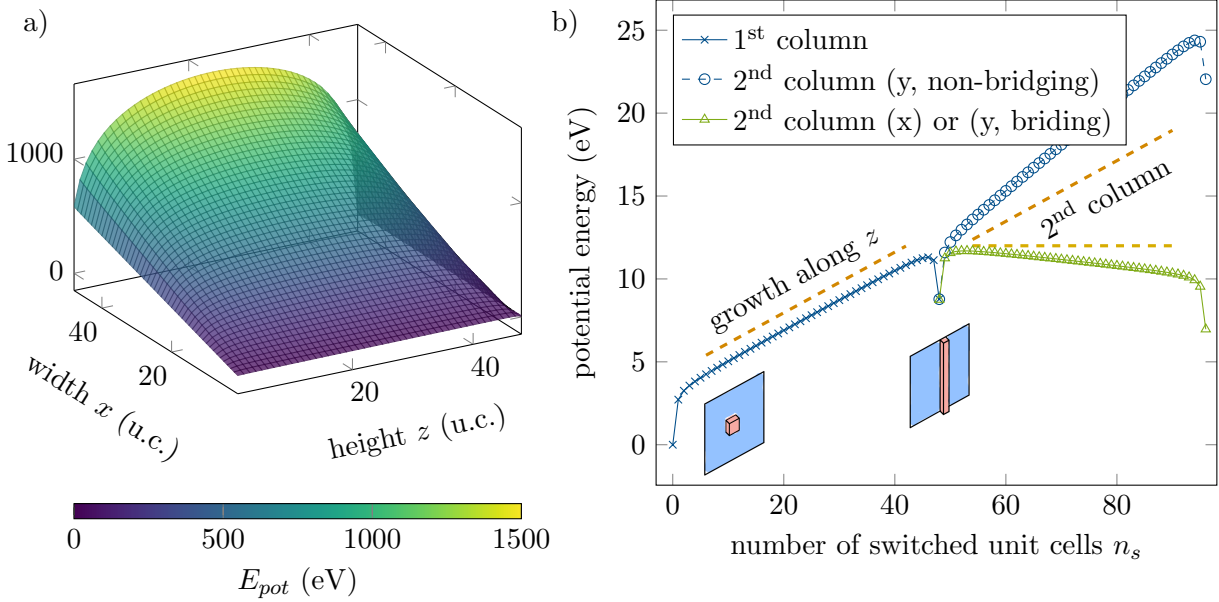 a)
1000
0
40
20
width x (u.c.)
20
40
height z (u.c.)
0
500
1000
1500
E_pot (eV)
b)
1st column
2nd column (y, non-bridging)
2nd column (x) or (y, briding)
growth along z
2nd column
potential energy (eV)
25
20
15
10
5
0
0
20
40
60
80
number of switched unit cells n_s